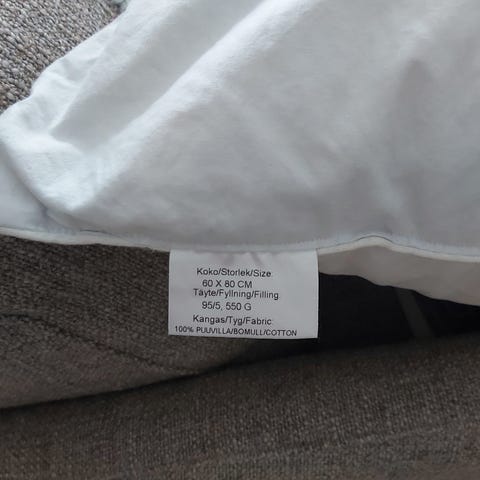 Koko/Storlek/Size:
60 X 80 CM
Täyte/Fyllning/Filling:
95/5, 550 G
Kangas/Tyg/Fabric:
100% PUUVILLA/BOMULL/COTTON